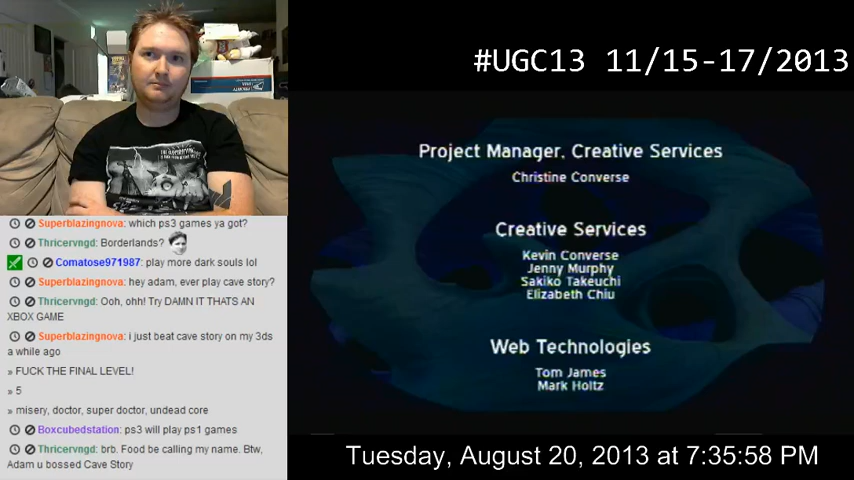 #UGC13 11/15-17/2013
Project Manager, Creative Services
Christine Converse
Creative Services
Kevin Converse
Jenny Murphy
Sakiko Takeuchi
Elizabeth Chiu
Web Technologies
Tom James
Mark Holtz
Tuesday, August 20, 2013 at 7:35:58 PM
Superblazingnova: which ps3 games ya got?
Thricervngd: Borderlands?
Comatose971987: play more dark souls lol
Superblazingnova: hey adam, ever play cave story?
Thricervngd: Ooh, ohh! Try DAMN IT THATS AN
XBOX GAME
Superblazingnova: i just beat cave story on my 3ds
a while ago
» FUCK THE FINAL LEVEL!
» 5
» misery, doctor, super doctor, undead core
Boxcubedstation: ps3 will play ps1 games
Thricervngd: brb. Food be calling my name. Btw,
Adam u bossed Cave Story